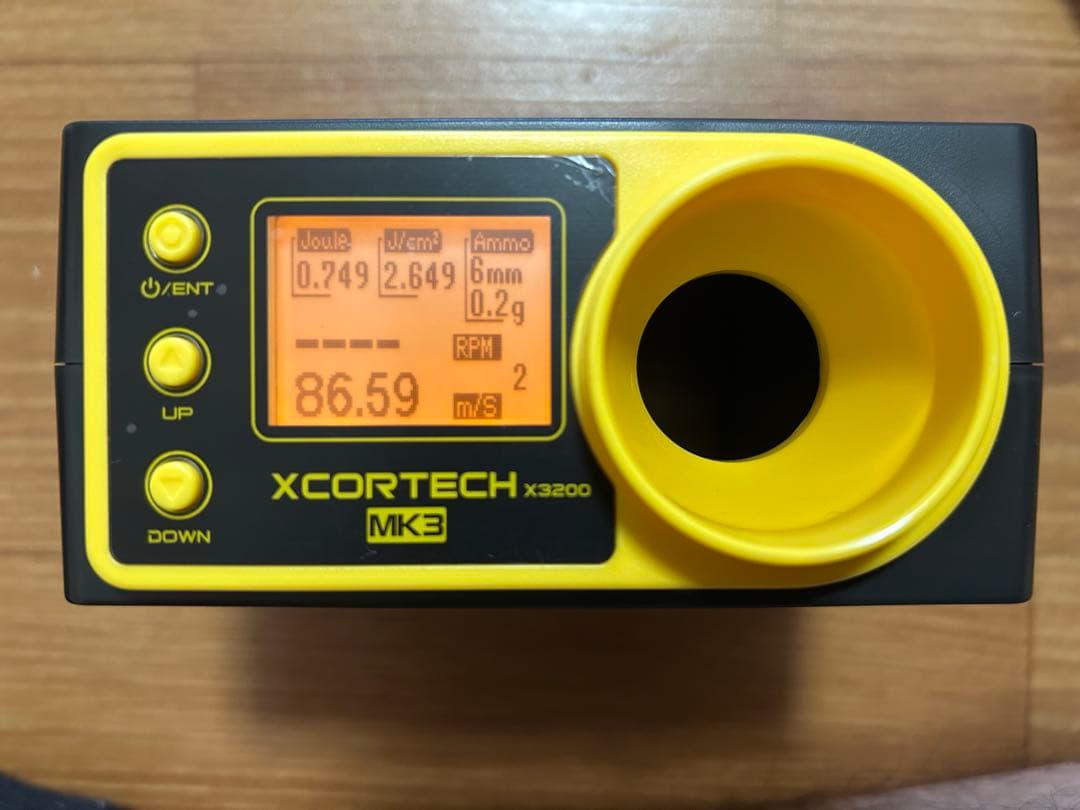 Joule J/cm² Ammo
0.749 2.649 6mm
0.2g
---- RPM
2
86.59 m/S
⏻/ENT
UP
DOWN
XCORTECH X3200
MK3